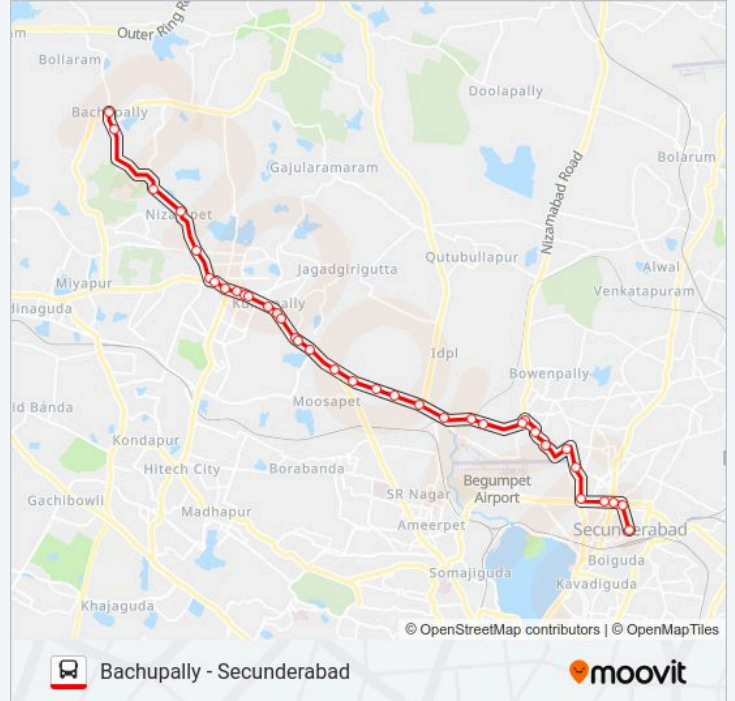 Outer Ring R
am
Bollaram
Doolapally
Bachupally
Bolarum
Gajularamaram
Nizampet
Nizamabad Road
Qutubullapur
Jagadgirigutta
Alwal
Miyapur
Venkatapuram
dinaguda
Idpl
Bowenpally
Moosapet
id Banda
Kondapur
Hitech City
Borabanda
Begumpet
Airport
SR Nagar
Gachibowli
Madhapur
Ameerpet
Secunderabad
Boiguda
Somajiguda
Kavadiguda
Khajaguda
© OpenStreetMap contributors | © OpenMapTiles
Bachupally - Secunderabad
moovit